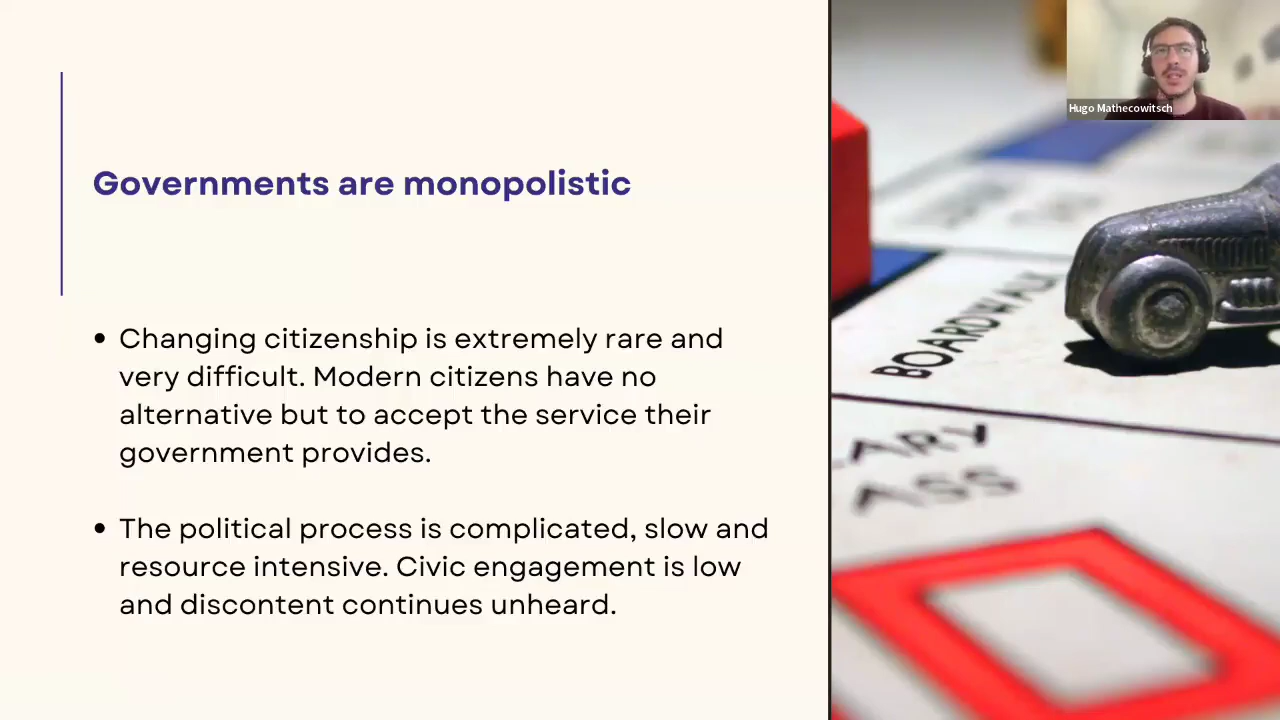 Governments are monopolistic
• Changing citizenship is extremely rare and
very difficult. Modern citizens have no
alternative but to accept the service their
government provides.
• The political process is complicated, slow and
resource intensive. Civic engagement is low
and discontent continues unheard.
Hugo Mathecowitsch
BOARDWALK
ASS